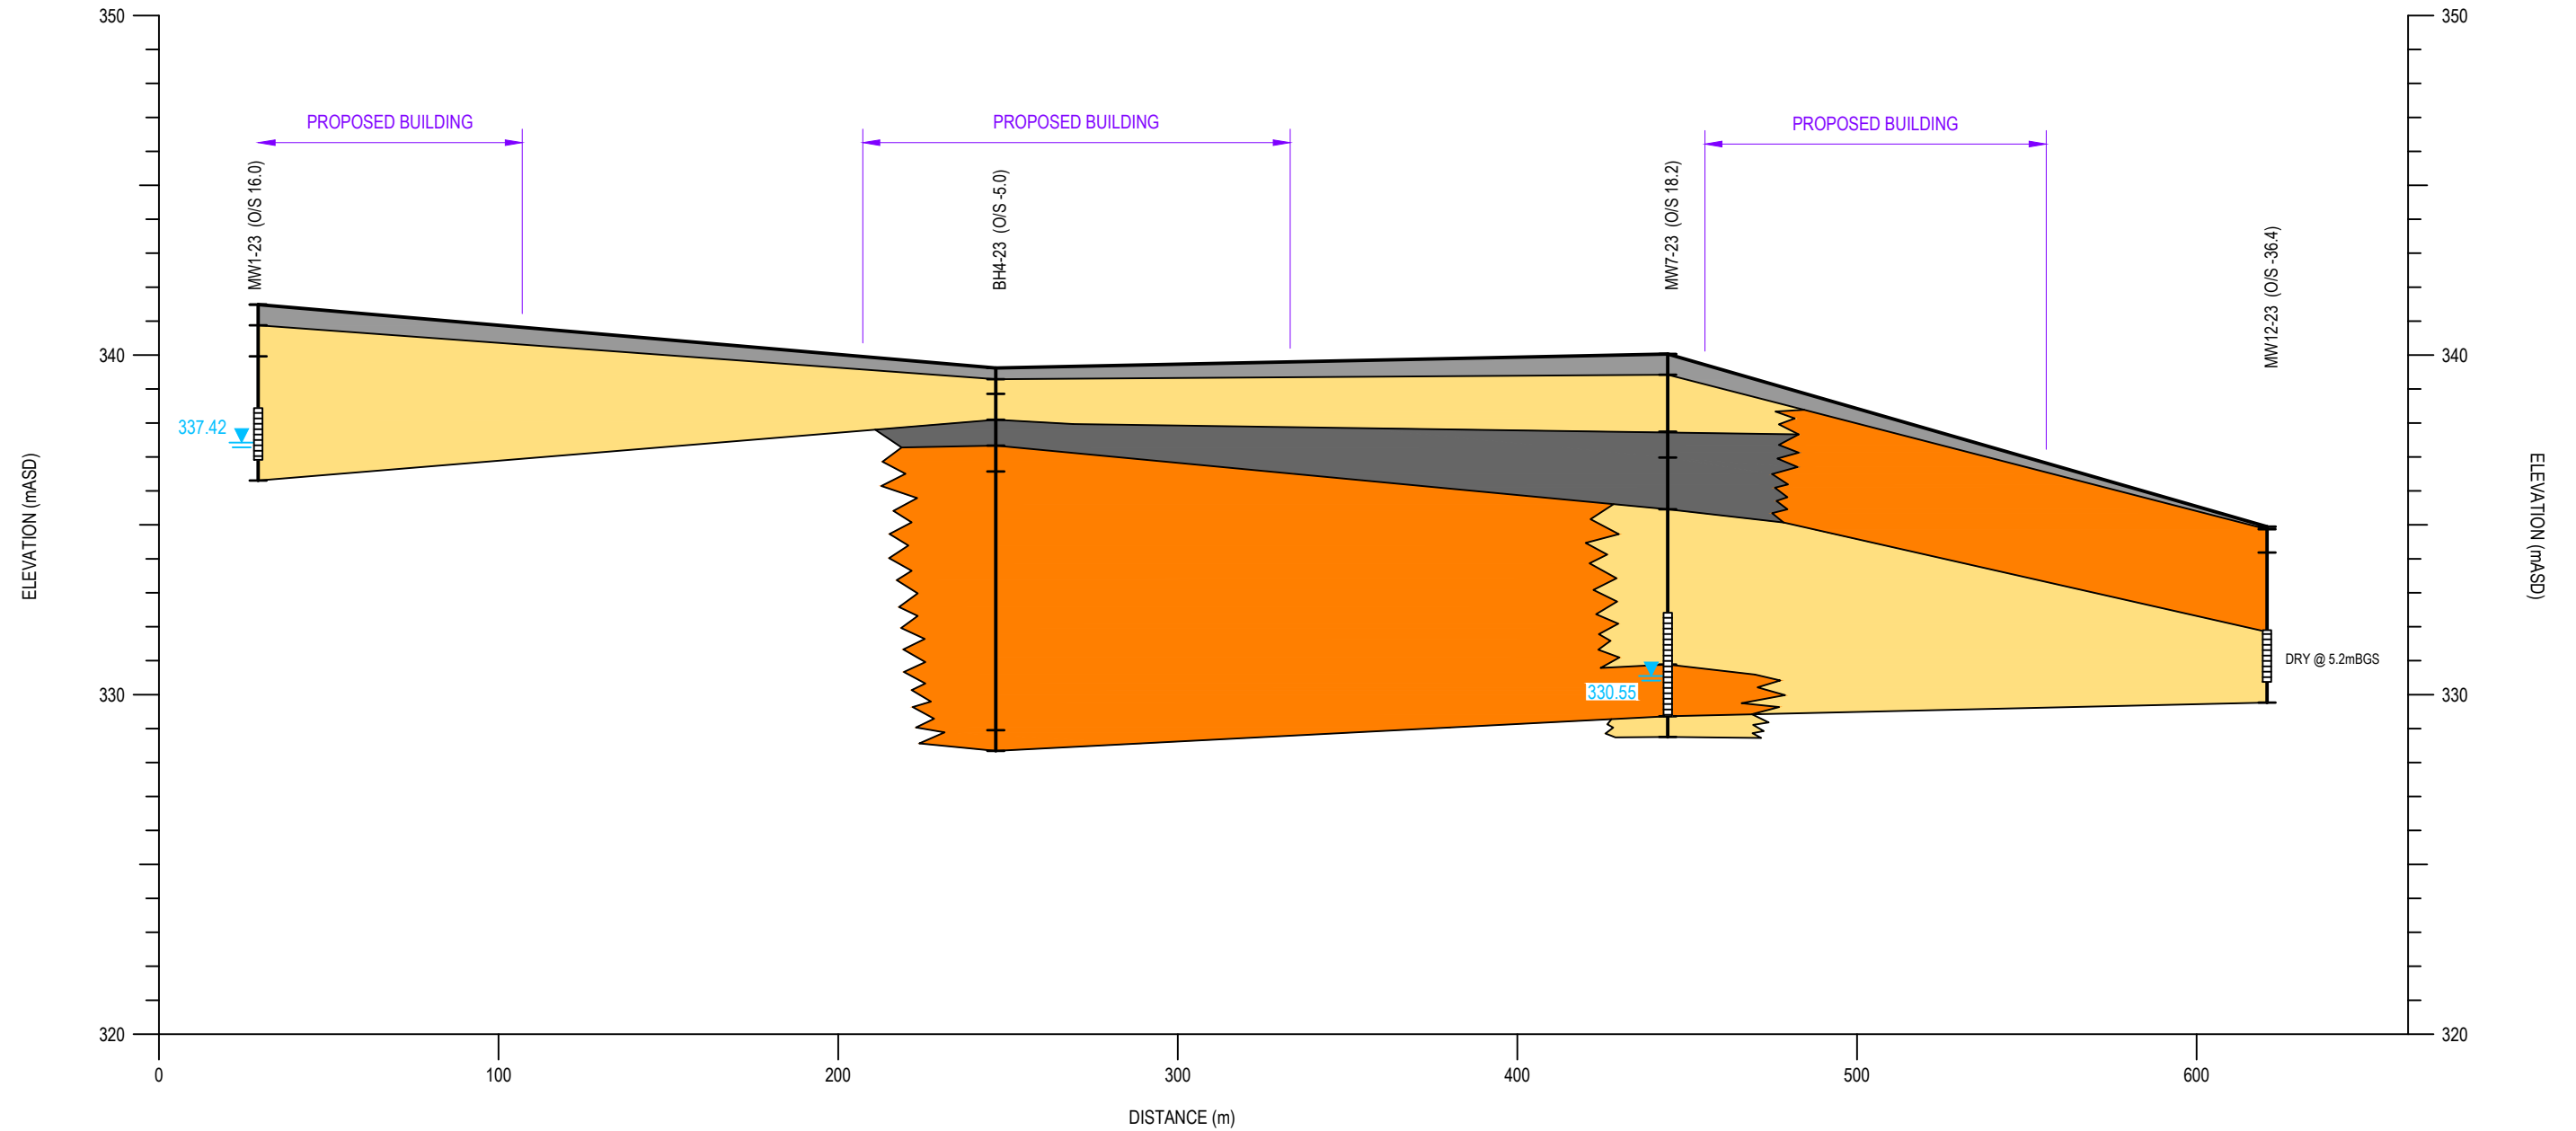 350
350
PROPOSED BUILDING
PROPOSED BUILDING
PROPOSED BUILDING
MW1-23 (O/S 16.0)
BH4-23 (O/S -5.0)
MW7-23 (O/S 18.2)
MW12-23 (O/S -36.4)
340
340
337.42
ELEVATION (mASD)
ELEVATION (mASD)
DRY @ 5.2mBGS
330
330.55
330
320
320
0
100
200
300
400
500
600
DISTANCE (m)